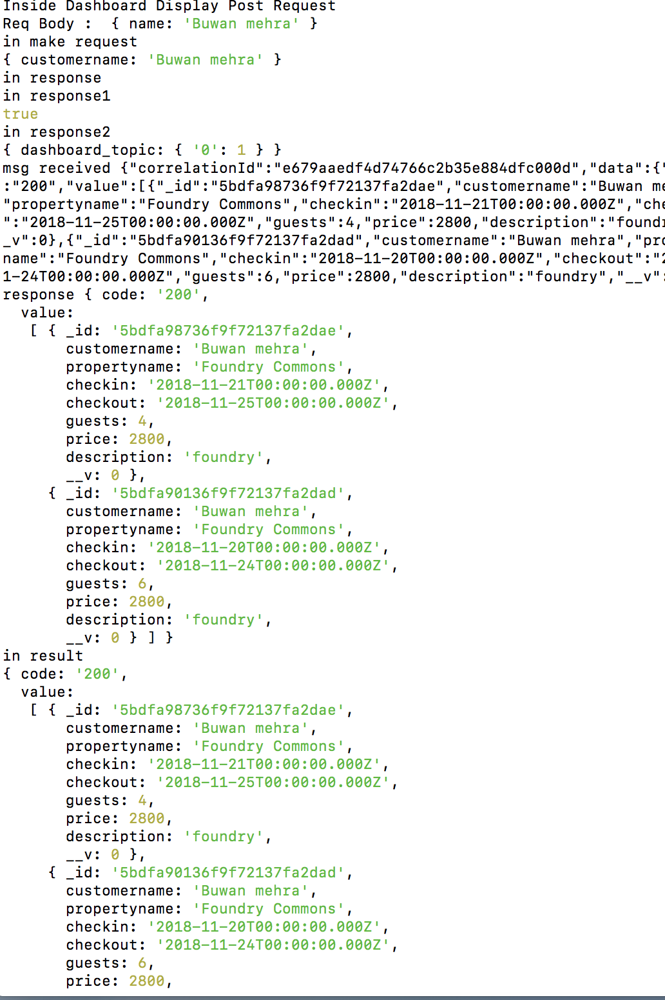 Inside Dashboard Display Post Request
Req Body :  { name: 'Buwan mehra' }
in make request
{ customername: 'Buwan mehra' }
in response
in response1
true
in response2
{ dashboard_topic: { '0': 1 } }
msg received {"correlationId":"e679aaedf4d74766c2b35e884dfc000d","data":{"
:"200","value":[{"_id":"5bdfa98736f9f72137fa2dae","customername":"Buwan me
"propertyname":"Foundry Commons","checkin":"2018-11-21T00:00:00.000Z","che
":"2018-11-25T00:00:00.000Z","guests":4,"price":2800,"description":"foundr
_v":0},{"_id":"5bdfa90136f9f72137fa2dad","customername":"Buwan mehra","pro
name":"Foundry Commons","checkin":"2018-11-20T00:00:00.000Z","checkout":"2
1-24T00:00:00.000Z","guests":6,"price":2800,"description":"foundry","__v":
response { code: '200',
  value:
   [ { _id: '5bdfa98736f9f72137fa2dae',
       customername: 'Buwan mehra',
       propertyname: 'Foundry Commons',
       checkin: '2018-11-21T00:00:00.000Z',
       checkout: '2018-11-25T00:00:00.000Z',
       guests: 4,
       price: 2800,
       description: 'foundry',
       __v: 0 },
     { _id: '5bdfa90136f9f72137fa2dad',
       customername: 'Buwan mehra',
       propertyname: 'Foundry Commons',
       checkin: '2018-11-20T00:00:00.000Z',
       checkout: '2018-11-24T00:00:00.000Z',
       guests: 6,
       price: 2800,
       description: 'foundry',
       __v: 0 } ] }
in result
{ code: '200',
  value:
   [ { _id: '5bdfa98736f9f72137fa2dae',
       customername: 'Buwan mehra',
       propertyname: 'Foundry Commons',
       checkin: '2018-11-21T00:00:00.000Z',
       checkout: '2018-11-25T00:00:00.000Z',
       guests: 4,
       price: 2800,
       description: 'foundry',
       __v: 0 },
     { _id: '5bdfa90136f9f72137fa2dad',
       customername: 'Buwan mehra',
       propertyname: 'Foundry Commons',
       checkin: '2018-11-20T00:00:00.000Z',
       checkout: '2018-11-24T00:00:00.000Z',
       guests: 6,
       price: 2800,